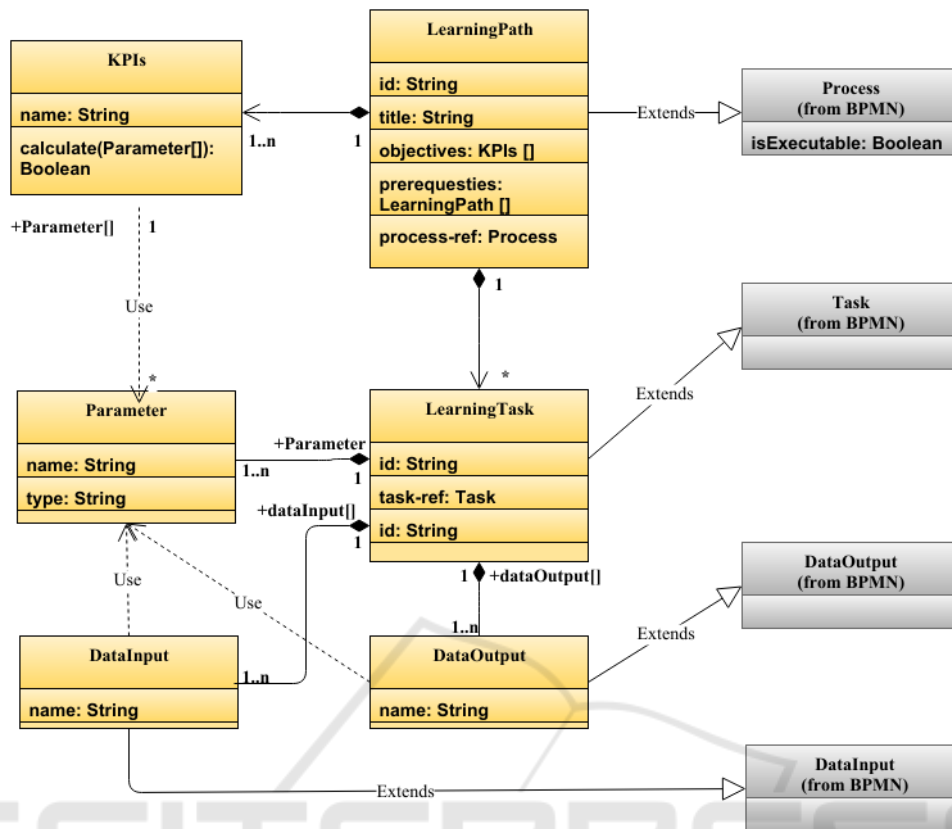 KPIs
name: String
calculate(Parameter[]):
Boolean
LearningPath
id: String
title: String
objectives: KPIs []
prerequesties:
LearningPath []
process-ref: Process
Process
(from BPMN)
isExecutable: Boolean
1..n
1
Extends
+Parameter[]
1
Use
*
1
*
Task
(from BPMN)
Extends
Parameter
name: String
type: String
LearningTask
id: String
task-ref: Task
id: String
+Parameter
1..n
1
+dataInput[]
1
1..n
1
+dataOutput[]
1..n
Use
Use
DataInput
name: String
DataOutput
name: String
DataOutput
(from BPMN)
Extends
DataInput
(from BPMN)
Extends